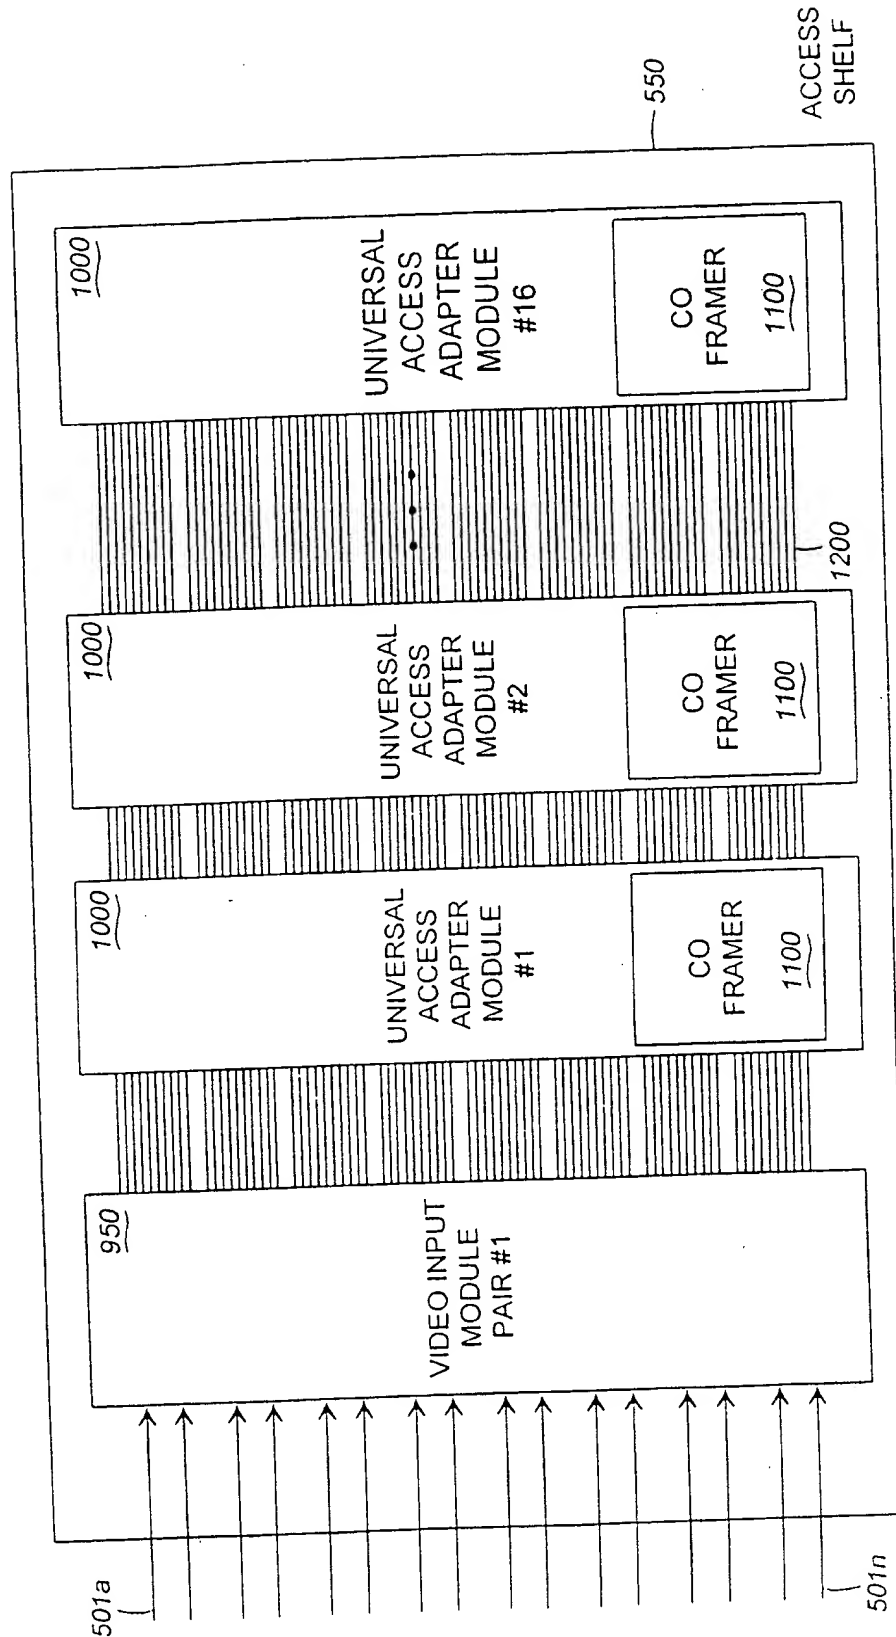 501a
501n
950
VIDEO INPUT
MODULE
PAIR #1
1000
UNIVERSAL
ACCESS
ADAPTER
MODULE
#1
CO
FRAMER
1100
1000
UNIVERSAL
ACCESS
ADAPTER
MODULE
#2
CO
FRAMER
1100
1200
1000
UNIVERSAL
ACCESS
ADAPTER
MODULE
#16
CO
FRAMER
1100
550
ACCESS
SHELF